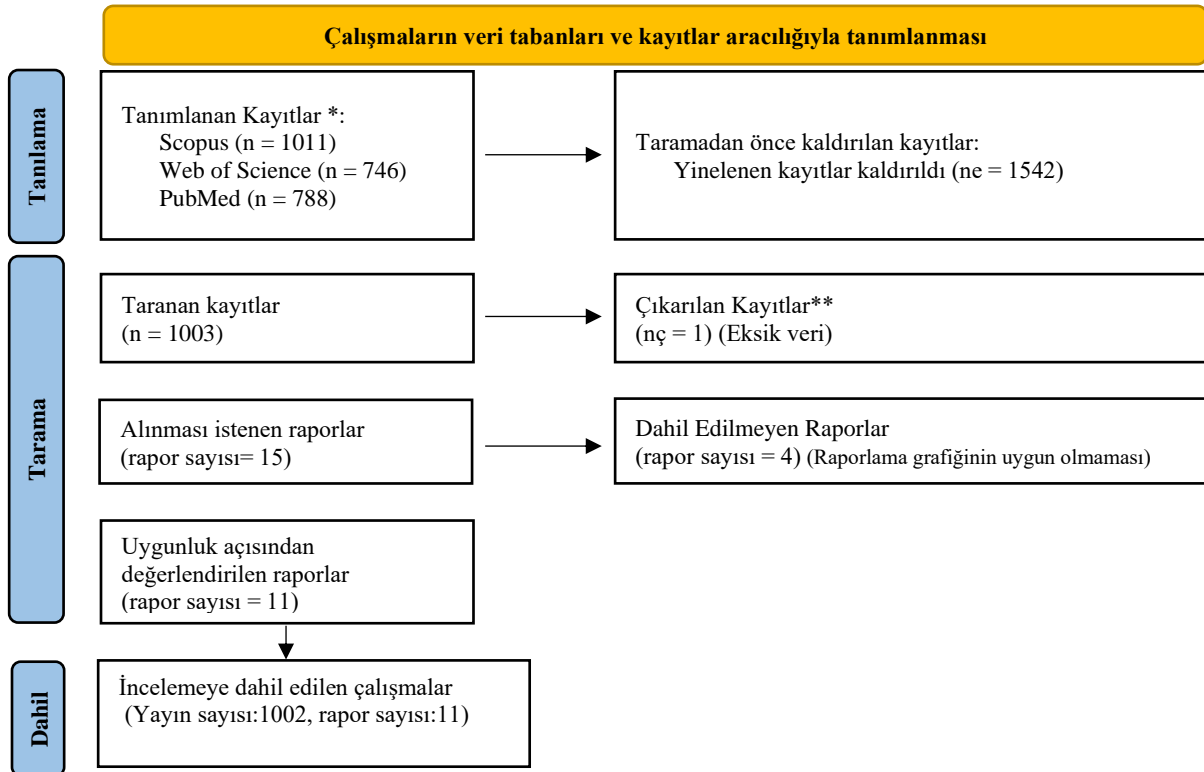 Çalışmaların veri tabanları ve kayıtlar aracılığıyla tanımlanması
Tanılama
Tanımlanan Kayıtlar *:
Scopus (n = 1011)
Web of Science (n = 746)
PubMed (n = 788)
Taramadan önce kaldırılan kayıtlar:
Yinelenen kayıtlar kaldırıldı (ne = 1542)
Tarama
Taranan kayıtlar
(n = 1003)
Çıkarılan Kayıtlar**
(nç = 1) (Eksik veri)
Alınması istenen raporlar
(rapor sayısı= 15)
Dahil Edilmeyen Raporlar
(rapor sayısı = 4) (Raporlama grafiğinin uygun olmaması)
Uygunluk açısından
değerlendirilen raporlar
(rapor sayısı = 11)
Dahil
İncelemeye dahil edilen çalışmalar
(Yayın sayısı:1002, rapor sayısı:11)